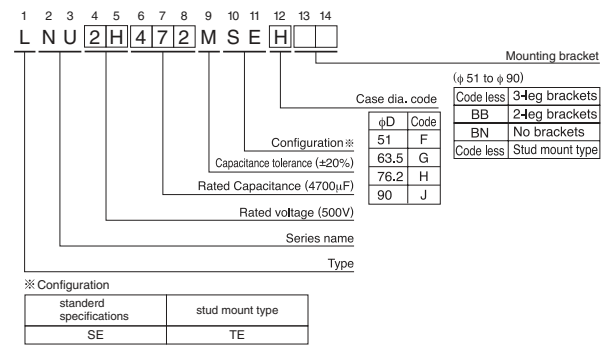 1 2 3 4 5 6 7 8 9 10 11 12 13 14
L N U 2 H 4 7 2 M S E H
Mounting bracket
(φ 51 to φ 90)
Code less 3-leg brackets
BB 2-leg brackets
BN No brackets
Code less Stud mount type
Case dia. code
φD Code
51 F
63.5 G
76.2 H
90 J
Configuration※
Capacitance tolerance (±20%)
Rated Capacitance (4700μF)
Rated voltage (500V)
Series name
Type
※ Configuration
standerd specifications stud mount type
SE TE